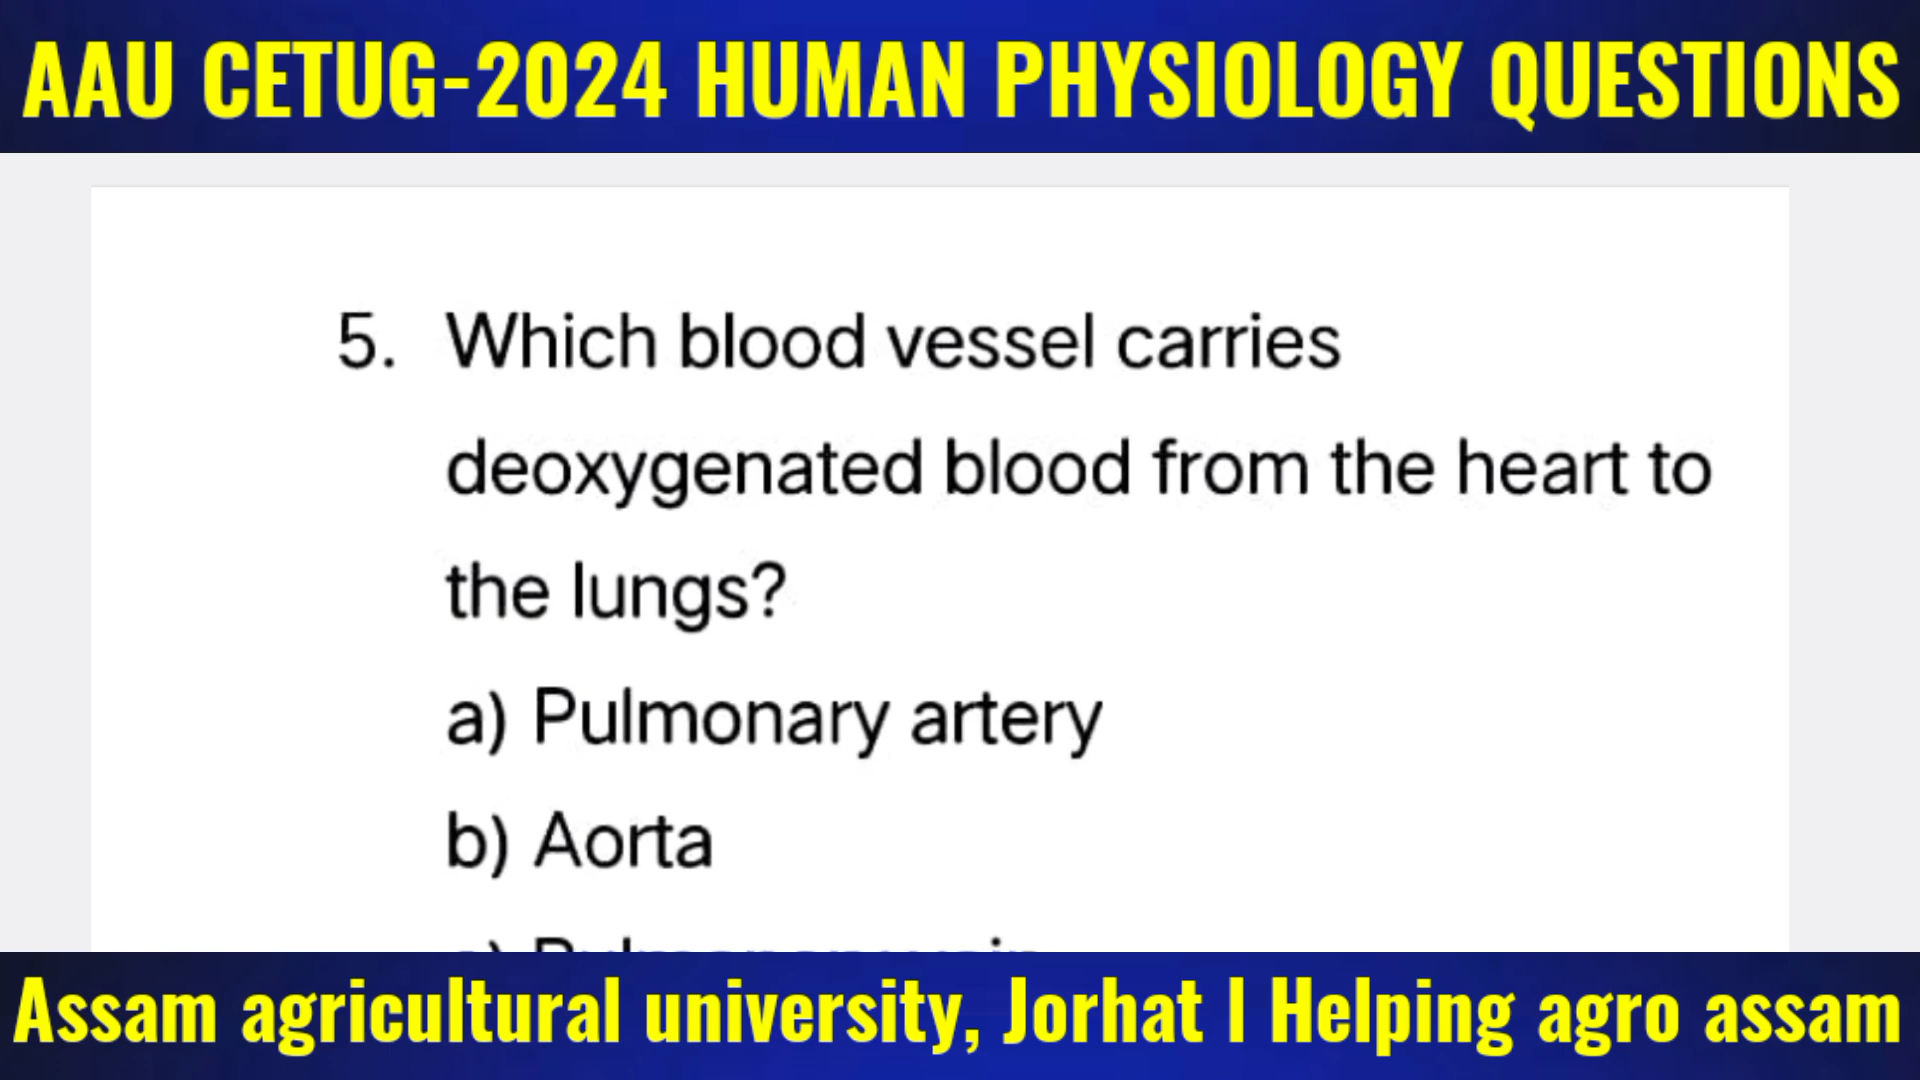 AAU CETUG-2024 HUMAN PHYSIOLOGY QUESTIONS
5. Which blood vessel carries
deoxygenated blood from the heart to
the lungs?
a) Pulmonary artery
b) Aorta
Assam agricultural university, Jorhat I Helping agro assam